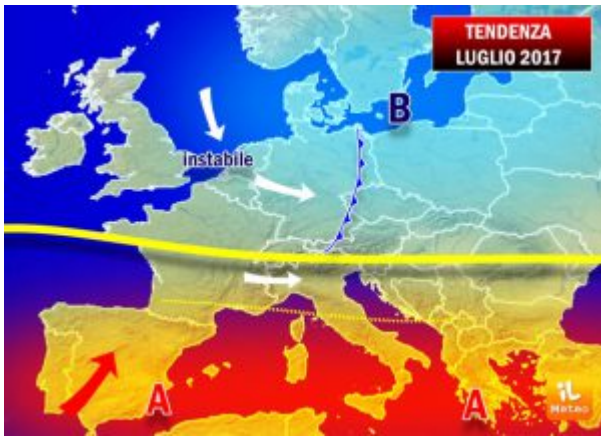 TENDENZA
LUGLIO 2017
B
instabile
A
A
iL
Meteo